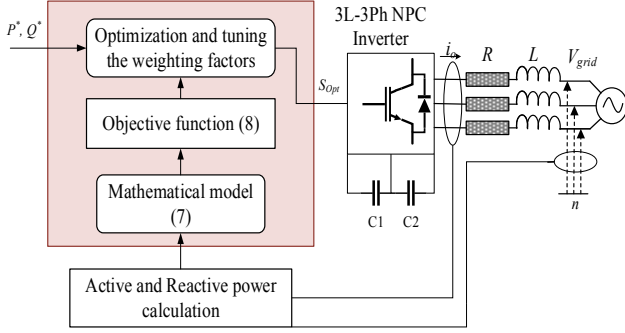 3L-3Ph NPC
Inverter
P*, Q*
Optimization and tuning
the weighting factors
S_Opt
i_o
R
L
V_grid
Objective function (8)
Mathematical model
(7)
C1
C2
n
Active and Reactive power
calculation